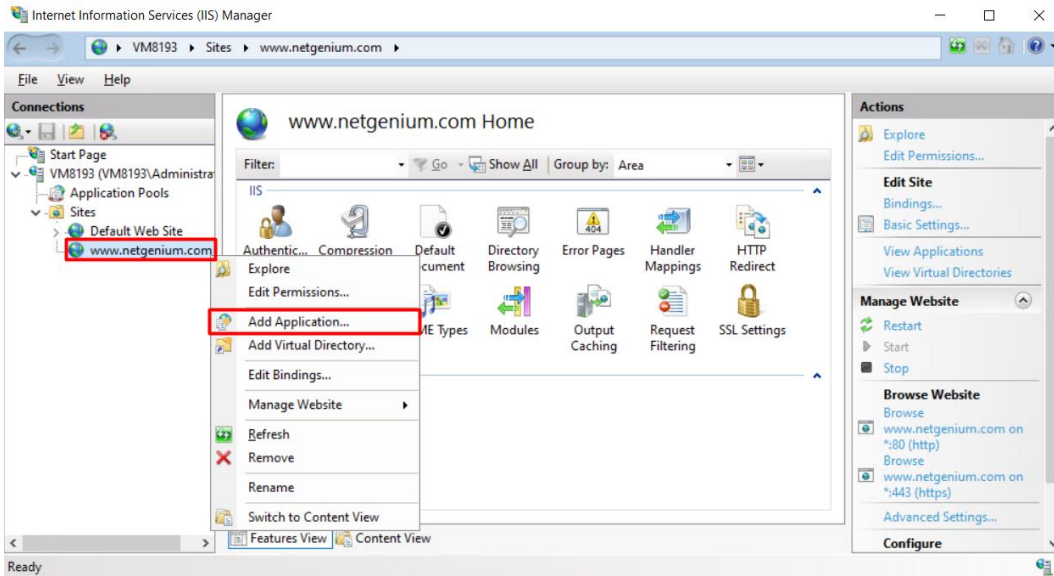 Internet Information Services (IIS) Manager
VM8193 Sites www.netgenium.com
File View Help
Connections
Start Page
VM8193 (VM8193\Administra
Application Pools
Sites
Default Web Site
www.netgenium.com
www.netgenium.com Home
Filter: Go Show All Group by: Area
IIS
Authentic... Compression Default Directory Browsing Error Pages Handler Mappings HTTP Redirect
cument
ME Types Modules Output Caching Request Filtering SSL Settings
404
Explore
Edit Permissions...
Add Application...
Add Virtual Directory...
Edit Bindings...
Manage Website
Refresh
Remove
Rename
Switch to Content View
Features View Content View
Actions
Explore
Edit Permissions...
Edit Site
Bindings...
Basic Settings...
View Applications
View Virtual Directories
Manage Website
Restart
Start
Stop
Browse Website
Browse
www.netgenium.com on
*:80 (http)
Browse
www.netgenium.com on
*:443 (https)
Advanced Settings...
Configure
Ready